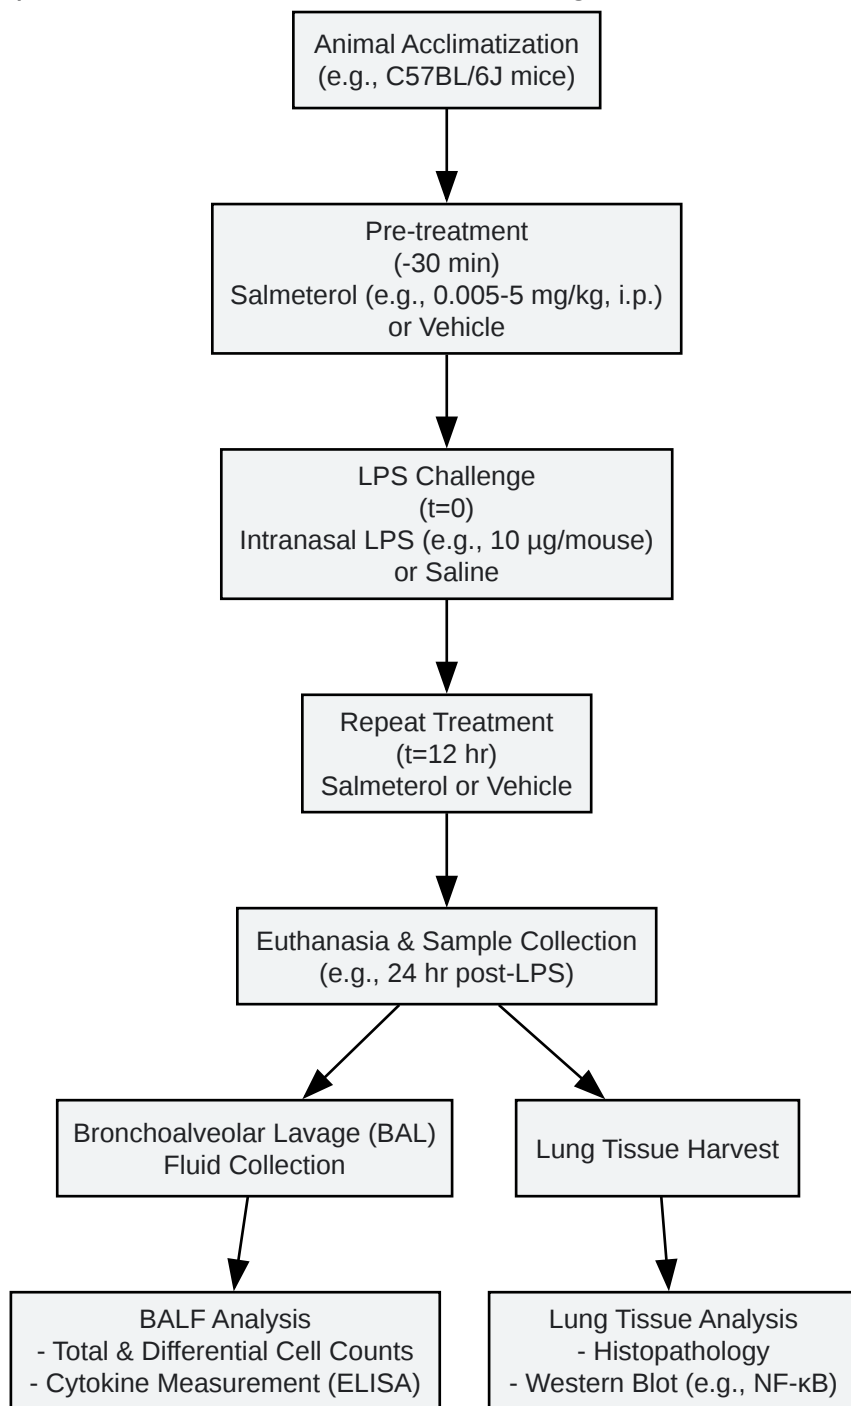 Animal Acclimatization
(e.g., C57BL/6J mice)
Pre-treatment
(-30 min)
Salmeterol (e.g., 0.005-5 mg/kg, i.p.)
or Vehicle
LPS Challenge
(t=0)
Intranasal LPS (e.g., 10 µg/mouse)
or Saline
Repeat Treatment
(t=12 hr)
Salmeterol or Vehicle
Euthanasia & Sample Collection
(e.g., 24 hr post-LPS)
Bronchoalveolar Lavage (BAL)
Fluid Collection
Lung Tissue Harvest
BALF Analysis
- Total & Differential Cell Counts
- Cytokine Measurement (ELISA)
Lung Tissue Analysis
- Histopathology
- Western Blot (e.g., NF-κB)